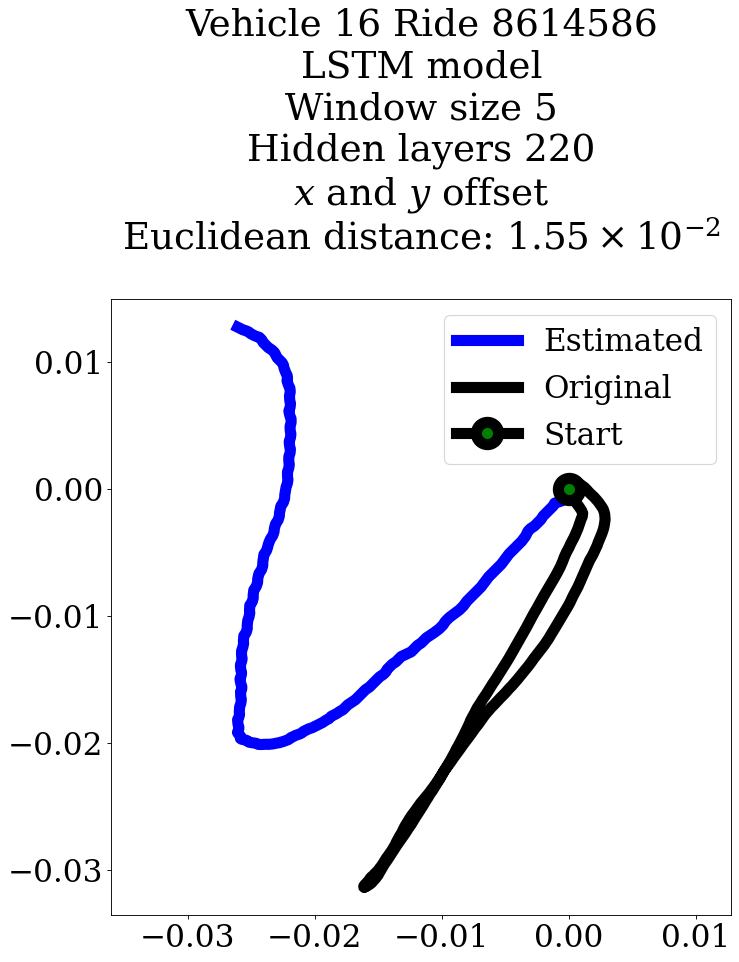 Vehicle 16 Ride 8614586
LSTM model
Window size 5
Hidden layers 220
x and y offset
Euclidean distance: 1.55 × 10⁻²
Estimated
Original
Start
0.01
0.00
−0.01
−0.02
−0.03
−0.03 −0.02 −0.01 0.00 0.01